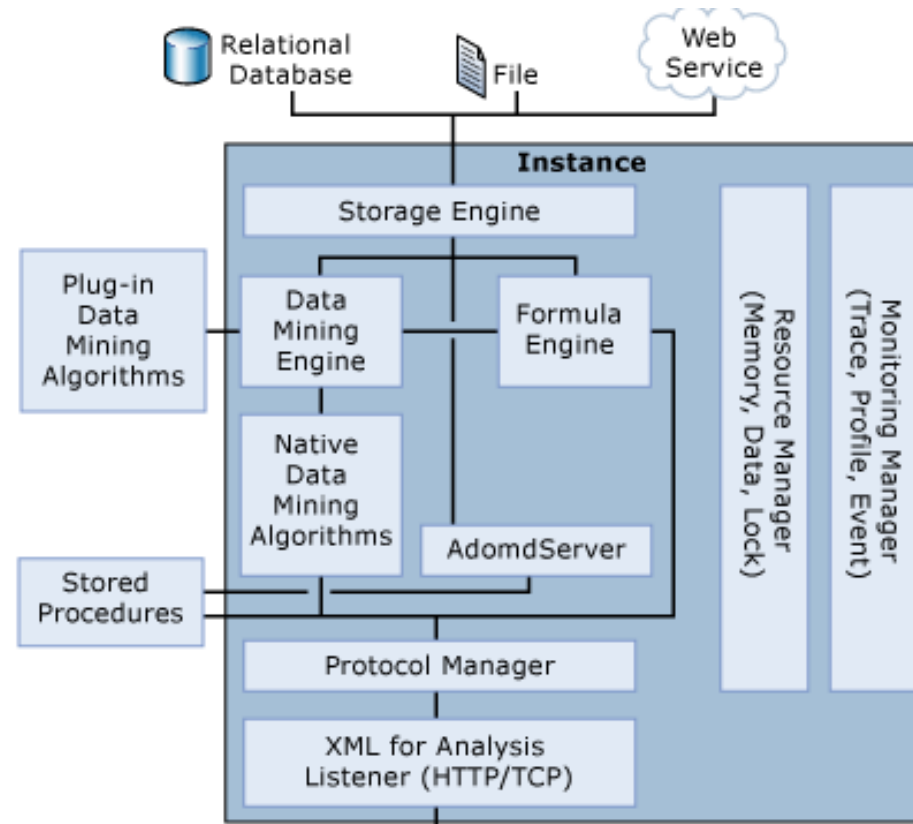 Relational
Database
File
Web
Service
Instance
Storage Engine
Plug-in
Data
Mining
Algorithms
Data
Mining
Engine
Formula
Engine
Native
Data
Mining
Algorithms
AdomdServer
Stored
Procedures
Protocol Manager
XML for Analysis
Listener (HTTP/TCP)
Resource Manager
(Memory, Data, Lock)
Monitoring Manager
(Trace, Profile, Event)